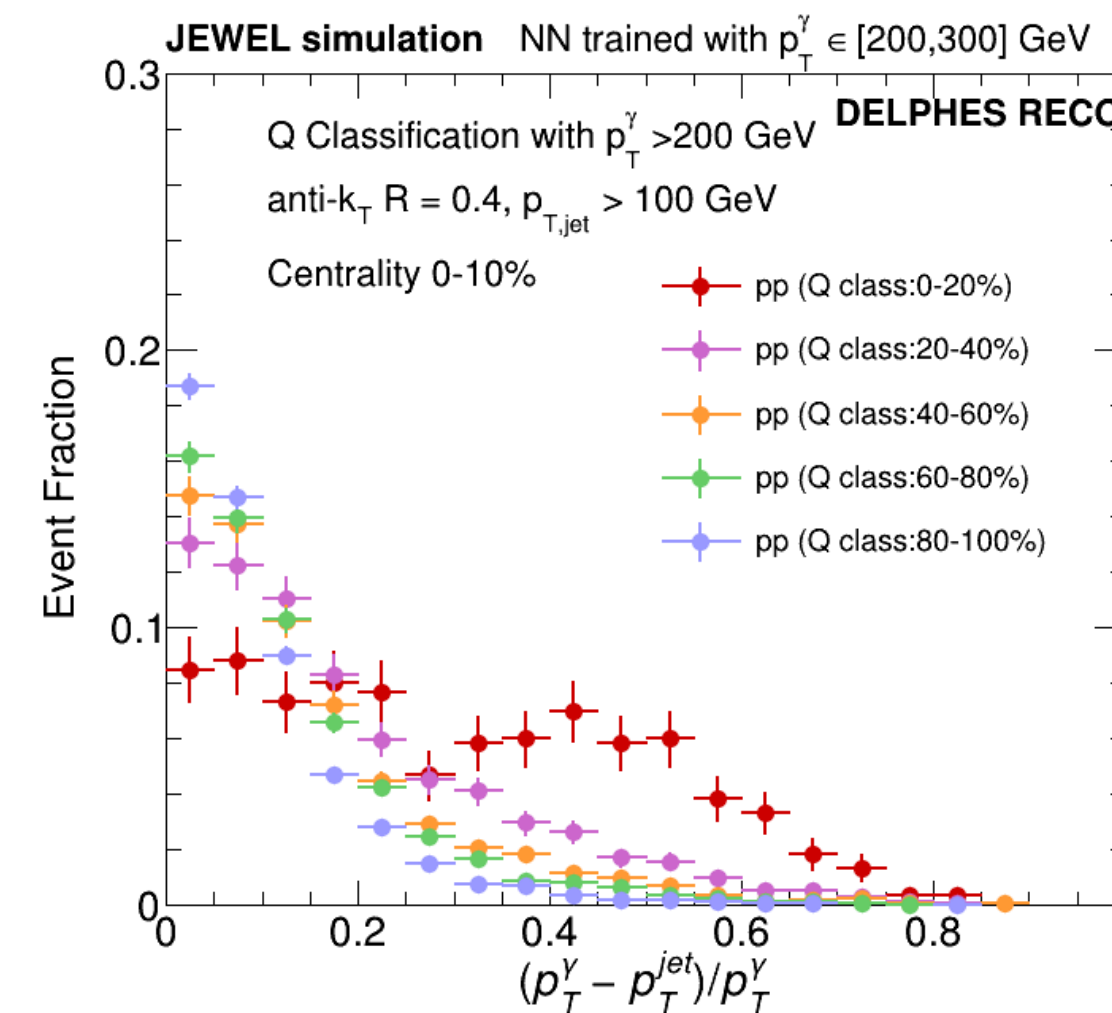 JEWEL simulation NN trained with p_T^γ ∈ [200,300] GeV
DELPHES RECO
Q Classification with p_T^γ >200 GeV
anti-k_T R = 0.4, p_T,jet > 100 GeV
Centrality 0-10%
pp (Q class:0-20%)
pp (Q class:20-40%)
pp (Q class:40-60%)
pp (Q class:60-80%)
pp (Q class:80-100%)
Event Fraction
0.3
0.2
0.1
0
0 0.2 0.4 0.6 0.8
(p_T^γ − p_T^jet)/p_T^γ